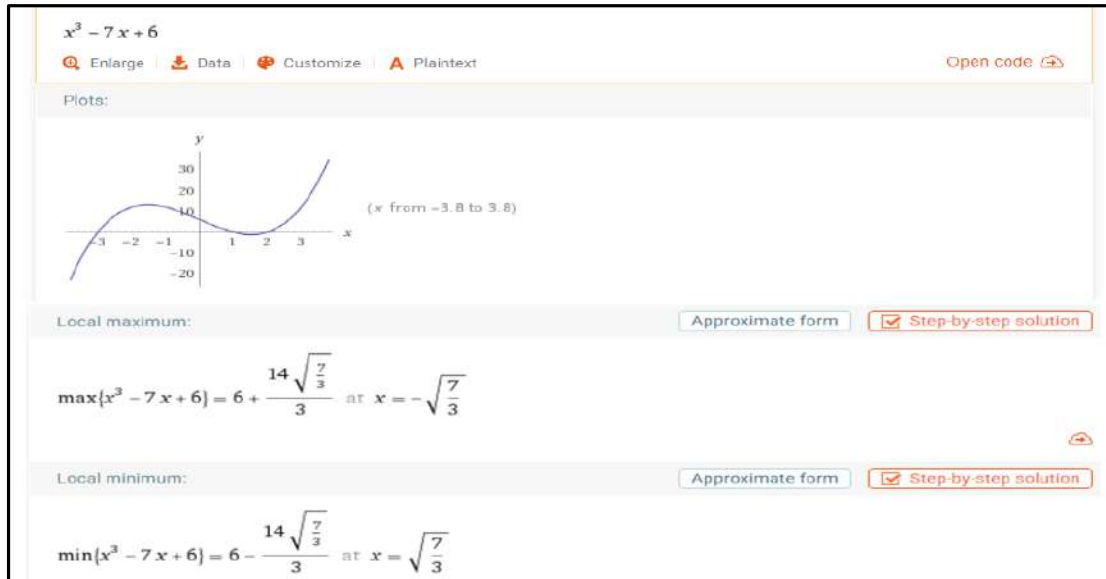 x³ − 7 x + 6
Enlarge Data Customize A Plaintext Open code
Plots:
y
30
20
10
(x from −3.8 to 3.8)
-3 −2 −1 1 2 3 x
−10
−20
Local maximum: Approximate form Step-by-step solution
max{x³ − 7 x + 6} = 6 + 14 √(7/3) / 3 at x = −√(7/3)
Local minimum: Approximate form Step-by-step solution
min{x³ − 7 x + 6} = 6 − 14 √(7/3) / 3 at x = √(7/3)